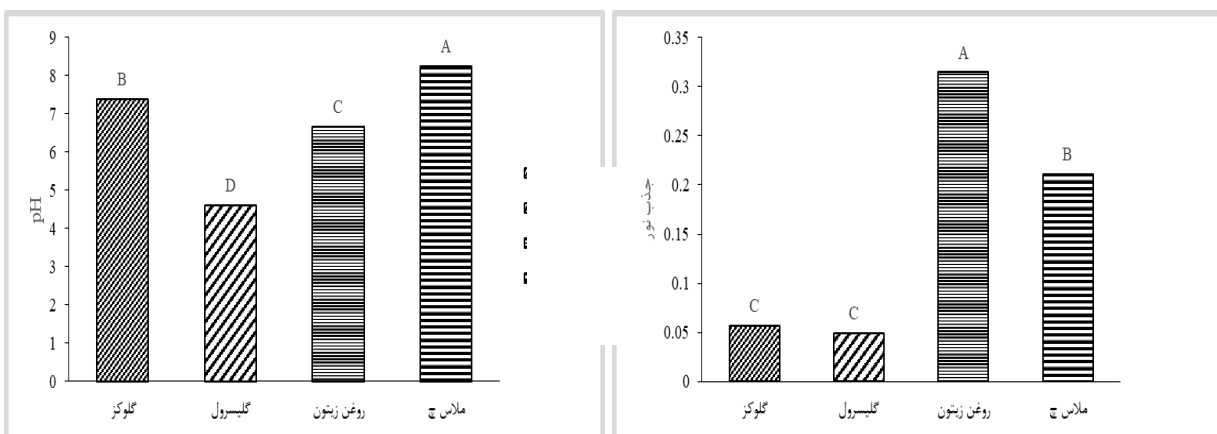 9
8
7
6
5
4
3
2
1
0
pH
B
D
C
A
گلوکز
گلیسرول
روغن زیتون
ملاس چ
0.35
0.3
0.25
0.2
0.15
0.1
0.05
0
جذب نور
C
C
A
B
گلوکز
گلیسرول
روغن زیتون
ملاس چ